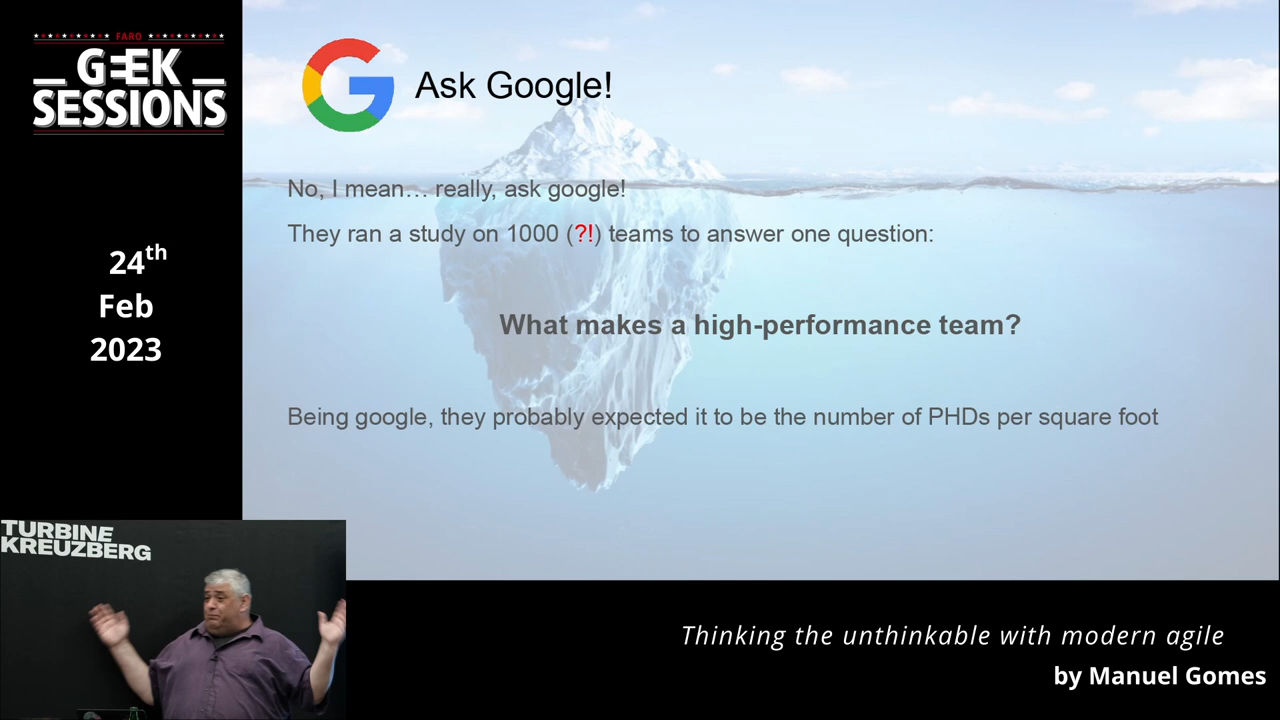 FARO
GEEK
SESSIONS
24th
Feb
2023
Ask Google!
No, I mean… really, ask google!
They ran a study on 1000 (?!) teams to answer one question:
What makes a high-performance team?
Being google, they probably expected it to be the number of PHDs per square foot
TURBINE
KREUZBERG
Thinking the unthinkable with modern agile
by Manuel Gomes